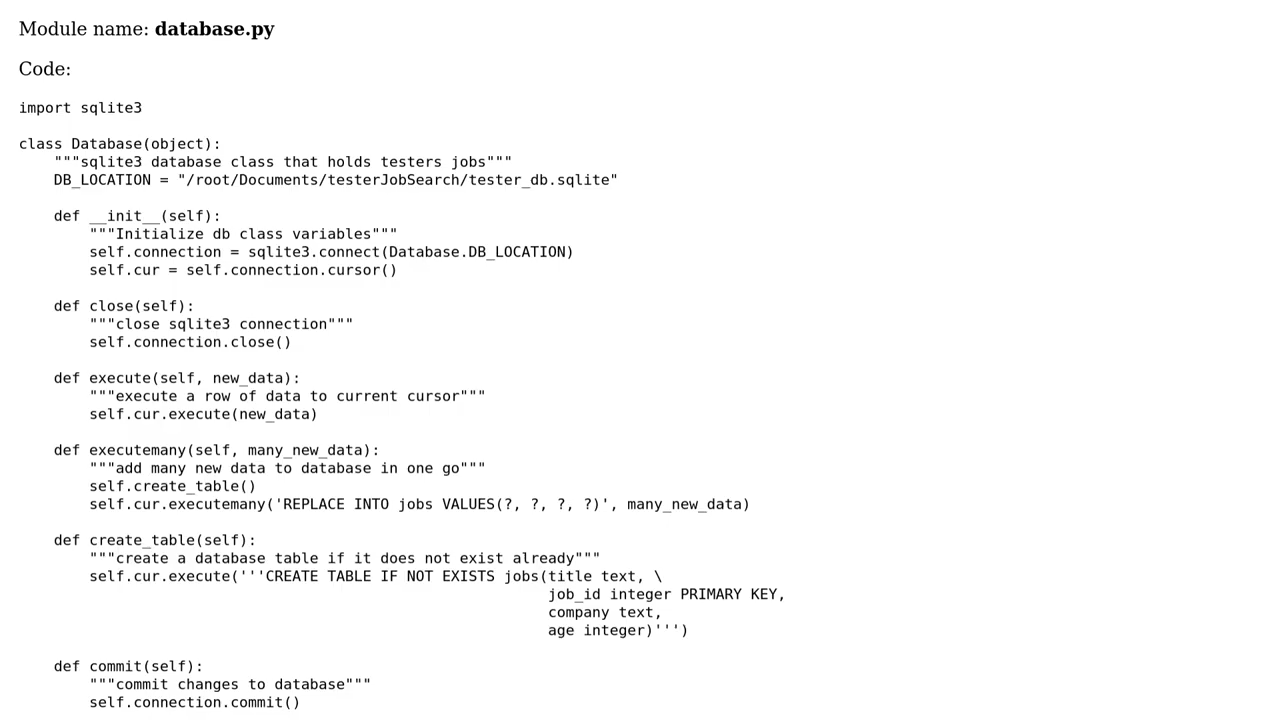 Module name: database.py
Code:
import sqlite3
class Database(object):
    """sqlite3 database class that holds testers jobs"""
    DB_LOCATION = "/root/Documents/testerJobSearch/tester_db.sqlite"
    def __init__(self):
        """Initialize db class variables"""
        self.connection = sqlite3.connect(Database.DB_LOCATION)
        self.cur = self.connection.cursor()
    def close(self):
        """close sqlite3 connection"""
        self.connection.close()
    def execute(self, new_data):
        """execute a row of data to current cursor"""
        self.cur.execute(new_data)
    def executemany(self, many_new_data):
        """add many new data to database in one go"""
        self.create_table()
        self.cur.executemany('REPLACE INTO jobs VALUES(?, ?, ?, ?)', many_new_data)
    def create_table(self):
        """create a database table if it does not exist already"""
        self.cur.execute('''CREATE TABLE IF NOT EXISTS jobs(title text, \
                                                            job_id integer PRIMARY KEY,
                                                            company text,
                                                            age integer)''')
    def commit(self):
        """commit changes to database"""
        self.connection.commit()